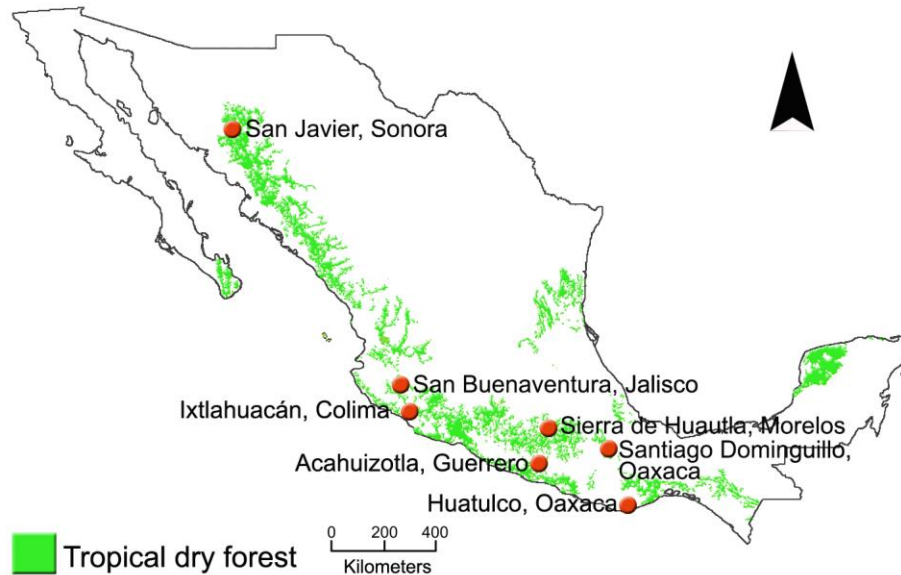 San Javier, Sonora
San Buenaventura, Jalisco
Ixtlahuacán, Colima
Sierra de Huautla, Morelos
Santiago Dominguillo,
Oaxaca
Acahuizotla, Guerrero
Huatulco, Oaxaca
Tropical dry forest
0 200 400
Kilometers